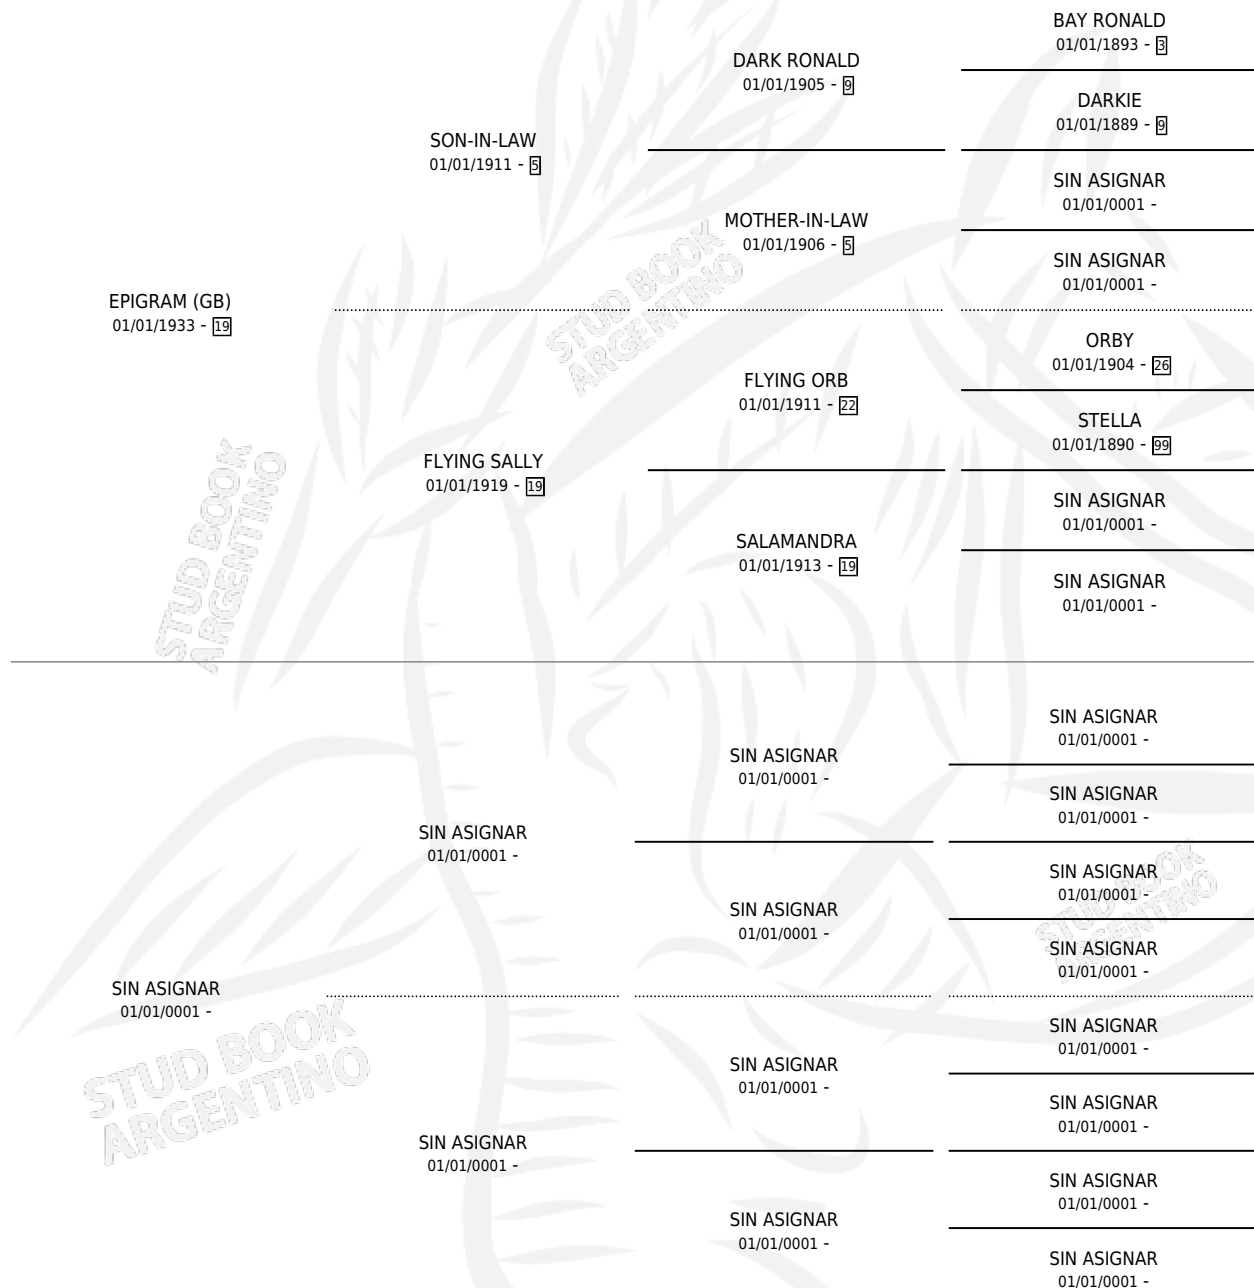 BAY RONALD
01/01/1893 - 3
DARK RONALD
01/01/1905 - 9
DARKIE
01/01/1889 - 9
SON-IN-LAW
01/01/1911 - 5
SIN ASIGNAR
01/01/0001 -
MOTHER-IN-LAW
01/01/1906 - 5
SIN ASIGNAR
01/01/0001 -
EPIGRAM (GB)
01/01/1933 - 19
ORBY
01/01/1904 - 26
FLYING ORB
01/01/1911 - 22
STELLA
01/01/1890 - 99
FLYING SALLY
01/01/1919 - 19
SIN ASIGNAR
01/01/0001 -
SALAMANDRA
01/01/1913 - 19
SIN ASIGNAR
01/01/0001 -
SIN ASIGNAR
01/01/0001 -
SIN ASIGNAR
01/01/0001 -
SIN ASIGNAR
01/01/0001 -
SIN ASIGNAR
01/01/0001 -
SIN ASIGNAR
01/01/0001 -
SIN ASIGNAR
01/01/0001 -
SIN ASIGNAR
01/01/0001 -
SIN ASIGNAR
01/01/0001 -
SIN ASIGNAR
01/01/0001 -
SIN ASIGNAR
01/01/0001 -
SIN ASIGNAR
01/01/0001 -
SIN ASIGNAR
01/01/0001 -
SIN ASIGNAR
01/01/0001 -
SIN ASIGNAR
01/01/0001 -
SIN ASIGNAR
01/01/0001 -
STUD BOOK
ARGENTINO
STUD BOOK
ARGENTINO
STUD BOOK
ARGENTINO
STUD BOOK
ARGENTINO